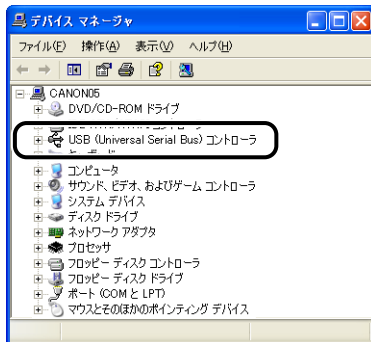 デバイス マネージャ
ファイル(F) 操作(A) 表示(V) ヘルプ(H)
CANON05
DVD/CD-ROM ドライブ
USB (Universal Serial Bus) コントローラ
コンピュータ
サウンド、ビデオ、およびゲーム コントローラ
システム デバイス
ディスク ドライブ
ネットワーク アダプタ
プロセッサ
フロッピー ディスク コントローラ
フロッピー ディスク ドライブ
ポート (COM と LPT)
マウスとそのほかのポインティング デバイス